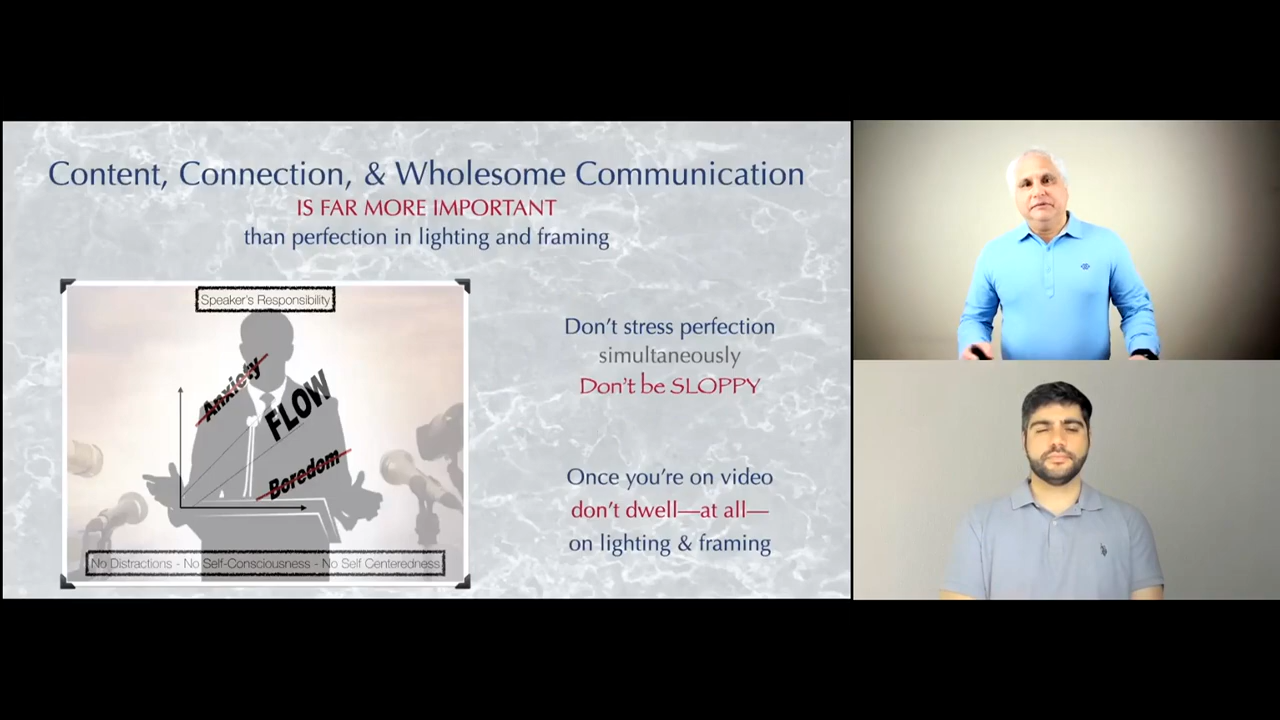 Content, Connection, & Wholesome Communication
IS FAR MORE IMPORTANT
than perfection in lighting and framing
Speaker's Responsibility
Anxiety
FLOW
Boredom
No Distractions - No Self-Consciousness - No Self Centeredness
Don't stress perfection
simultaneously
Don't be SLOPPY
Once you're on video
don't dwell—at all—
on lighting & framing